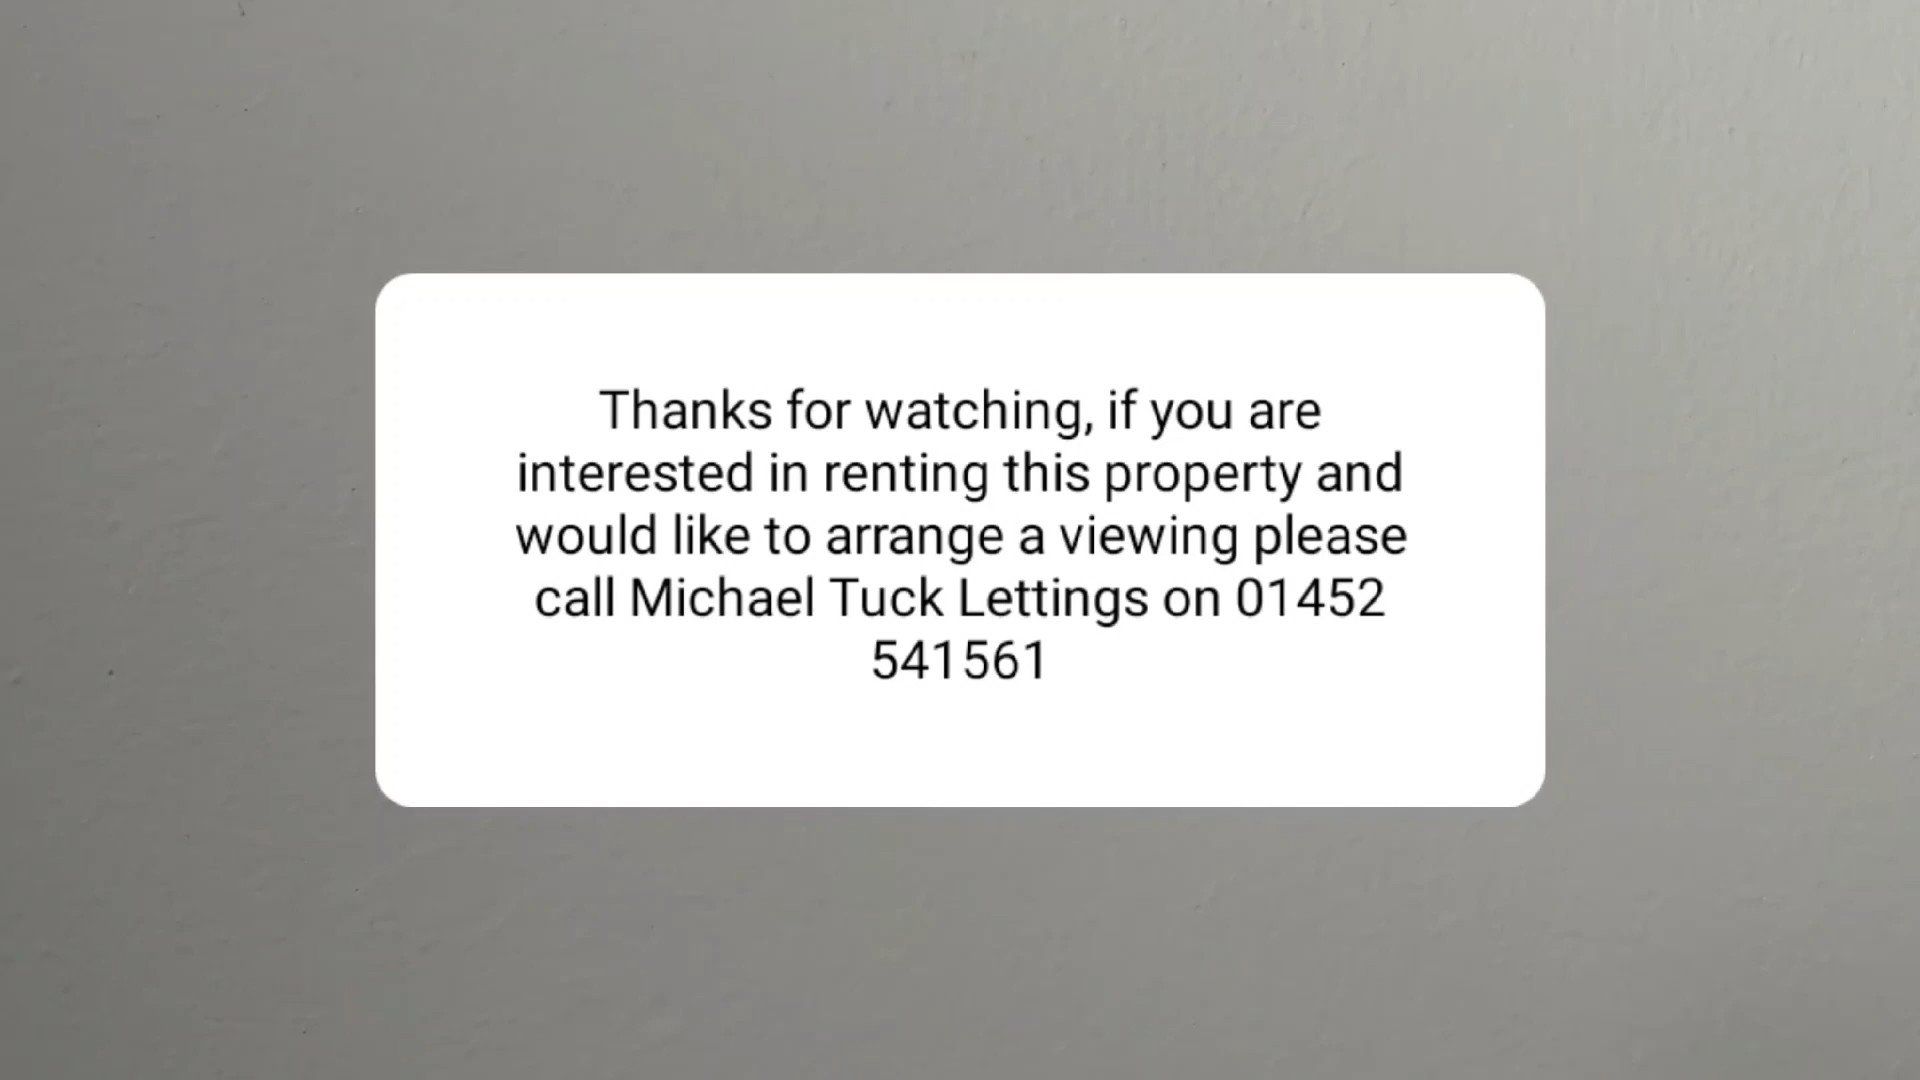 Thanks for watching, if you are
interested in renting this property and
would like to arrange a viewing please
call Michael Tuck Lettings on 01452
541561